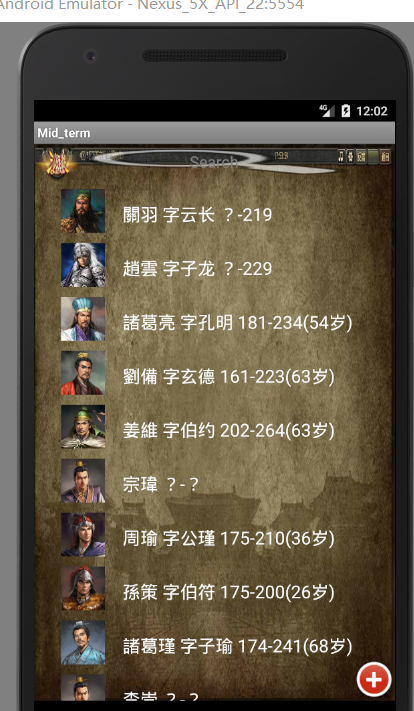 Android Emulator - Nexus_5X_API_22:5554
4G 12:02
Mid_term
Search
關羽 字云长 ？-219
趙雲 字子龙 ？-229
諸葛亮 字孔明 181-234(54岁)
劉備 字玄德 161-223(63岁)
姜維 字伯约 202-264(63岁)
宗瑋 ？-？
周瑜 字公瑾 175-210(36岁)
孫策 字伯符 175-200(26岁)
諸葛瑾 字子瑜 174-241(68岁)